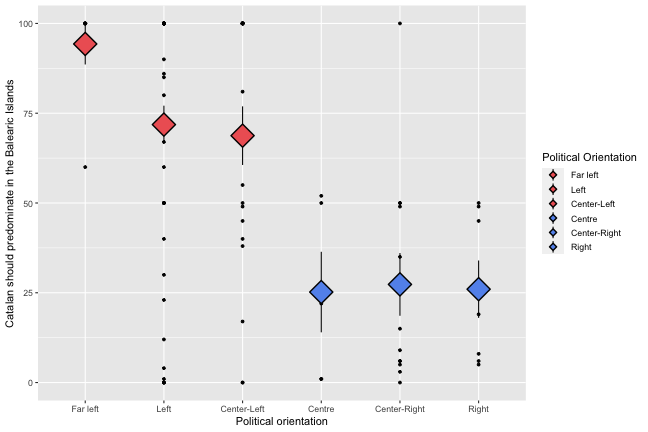 Catalan should predominate in the Balearic Islands
100
75
50
25
0
Far left
Left
Center-Left
Centre
Center-Right
Right
Political orientation
Political Orientation
Far left
Left
Center-Left
Centre
Center-Right
Right